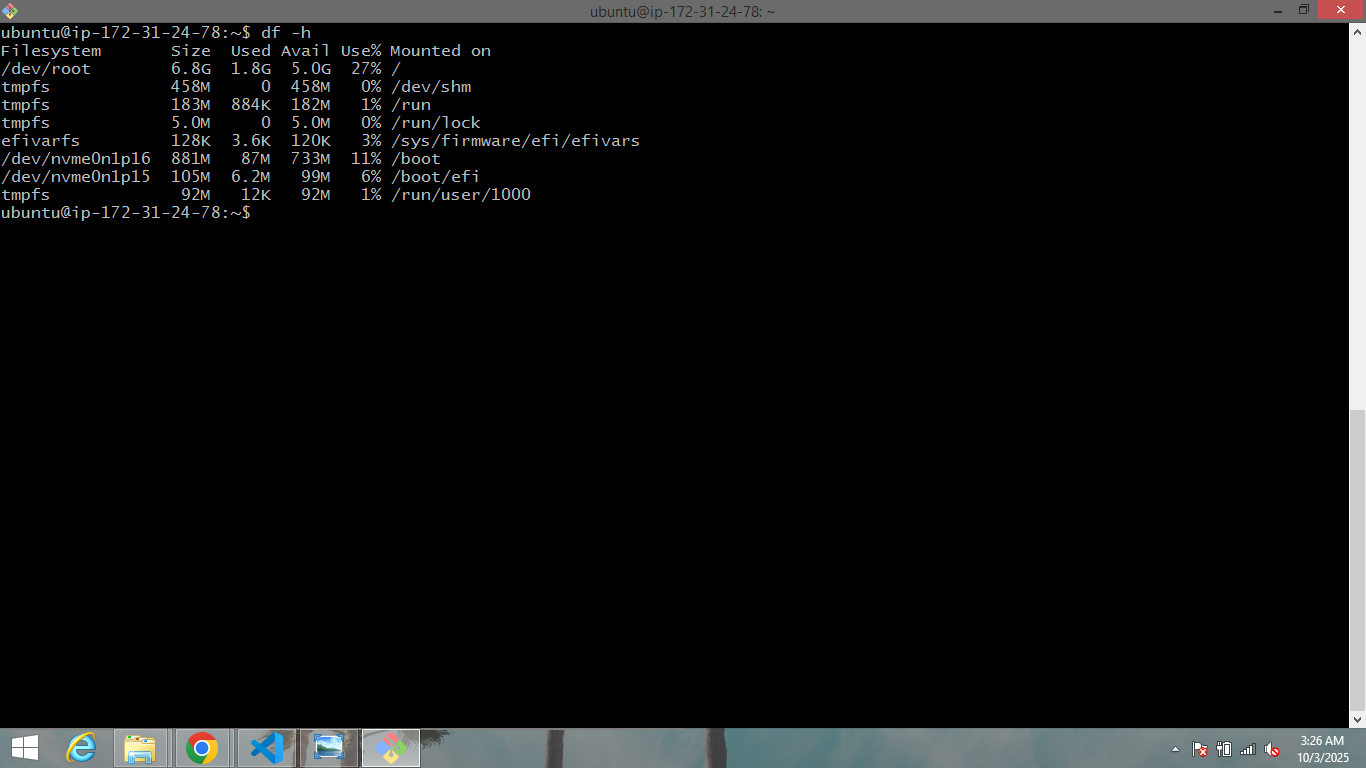 ubuntu@ip-172-31-24-78: ~
ubuntu@ip-172-31-24-78:~$ df -h
Filesystem       Size  Used Avail Use% Mounted on
/dev/root        6.8G  1.8G  5.0G  27% /
tmpfs            458M     0  458M   0% /dev/shm
tmpfs            183M  884K  182M   1% /run
tmpfs            5.0M     0  5.0M   0% /run/lock
efivarfs         128K  3.6K  120K   3% /sys/firmware/efi/efivars
/dev/nvme0n1p16  881M   87M  733M  11% /boot
/dev/nvme0n1p15  105M  6.2M   99M   6% /boot/efi
tmpfs             92M   12K   92M   1% /run/user/1000
ubuntu@ip-172-31-24-78:~$
3:26 AM
10/3/2025